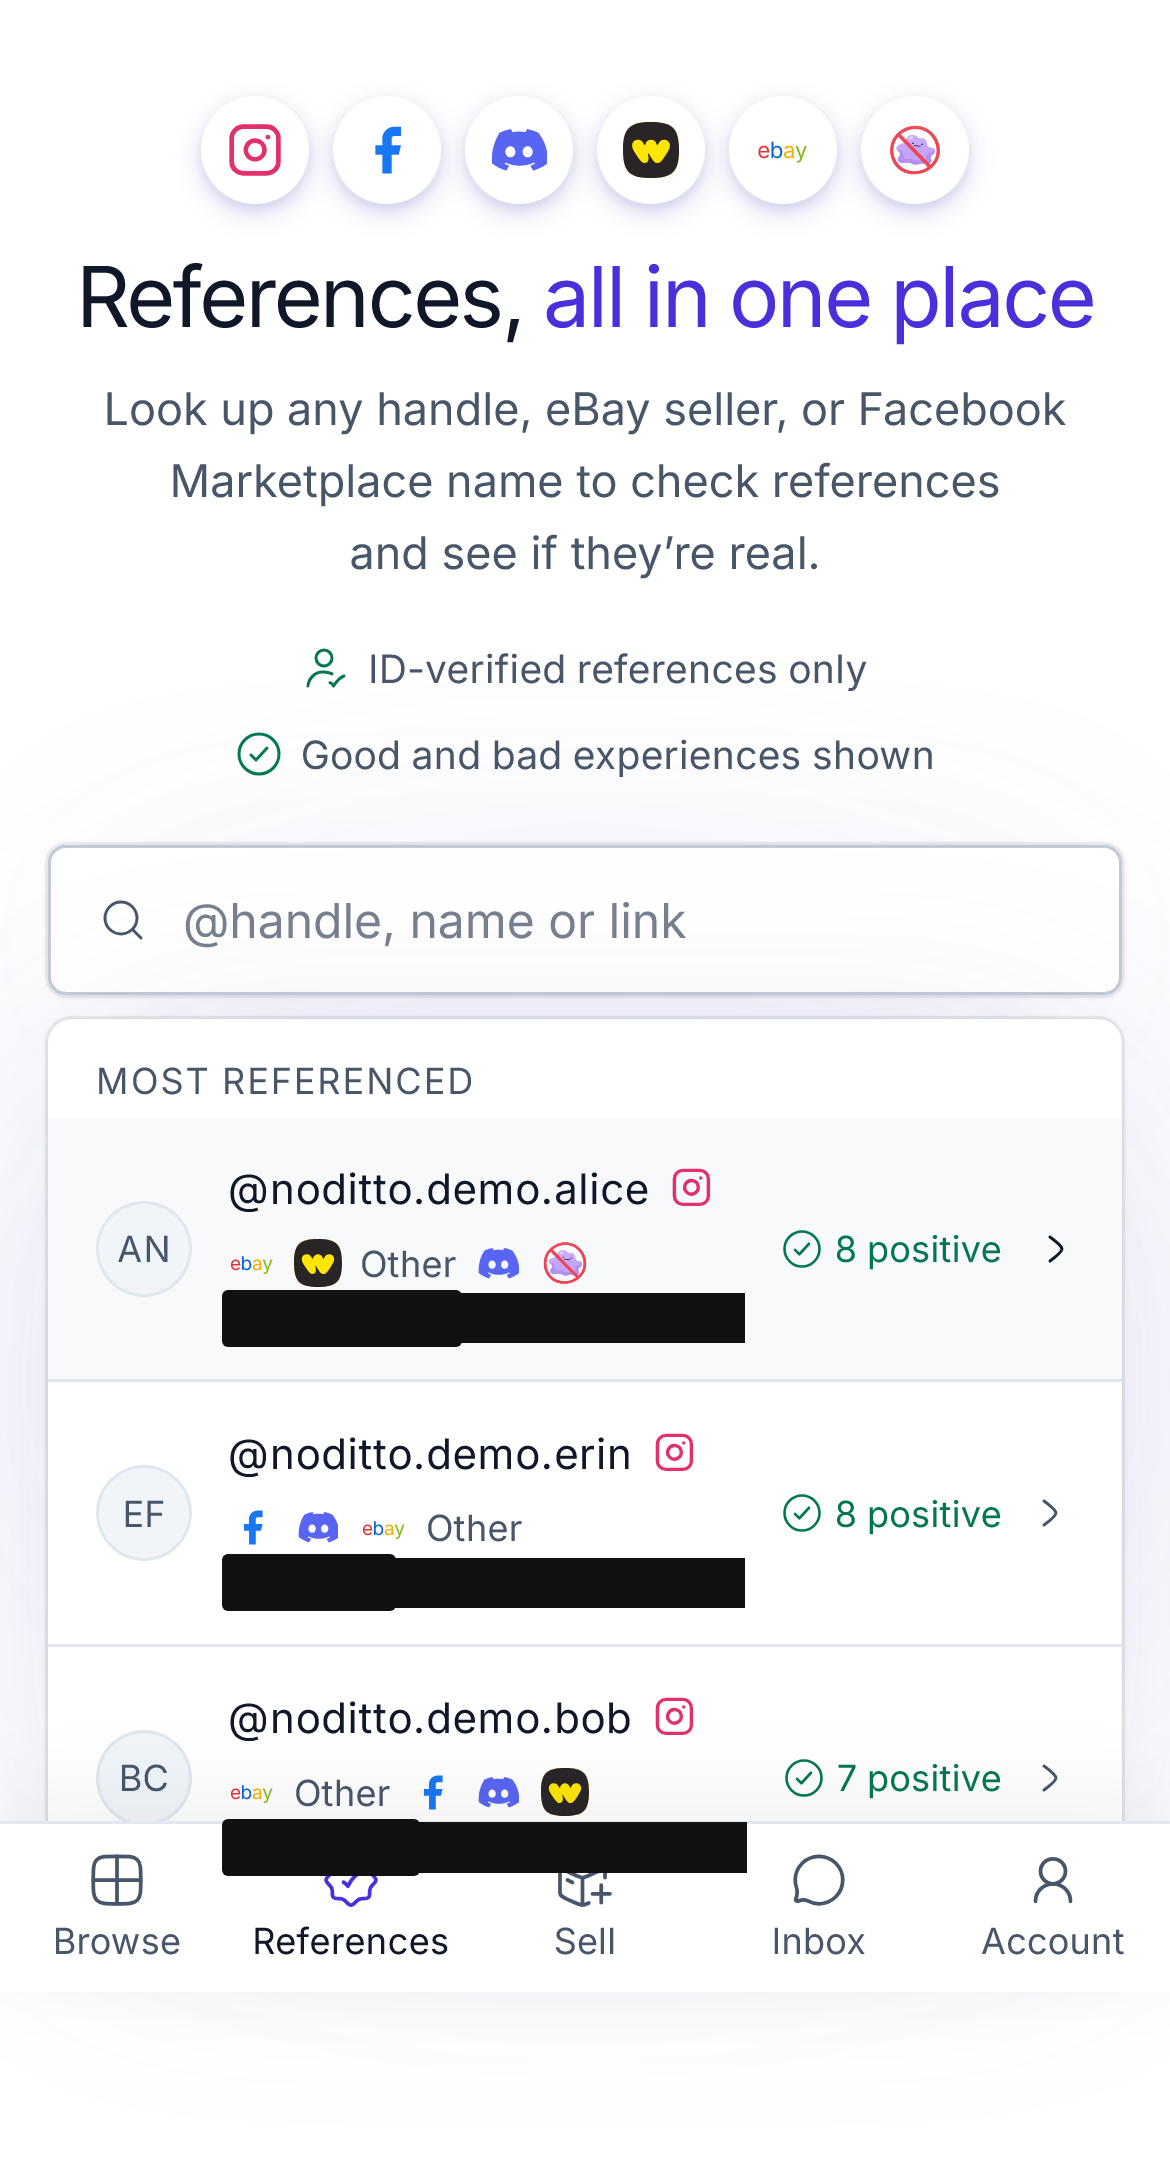 ebay
References, all in one place
Look up any handle, eBay seller, or Facebook
Marketplace name to check references
and see if they’re real.
ID-verified references only
Good and bad experiences shown
@handle, name or link
MOST REFERENCED
AN
@noditto.demo.alice
ebay Other
8 positive
EF
@noditto.demo.erin
ebay Other
8 positive
BC
@noditto.demo.bob
ebay Other
7 positive
Browse
References
Sell
Inbox
Account